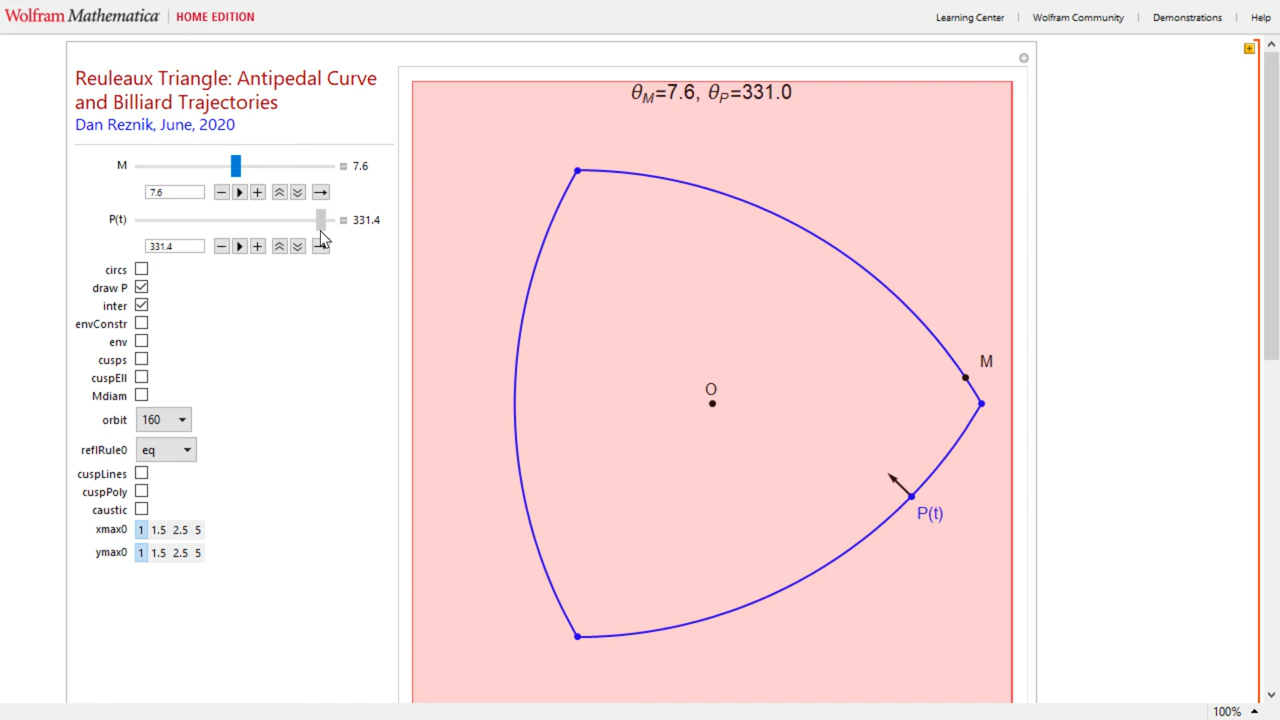 Wolfram Mathematica | HOME EDITION
Learning Center | Wolfram Community | Demonstrations | Help
Reuleaux Triangle: Antipedal Curve
and Billiard Trajectories
Dan Reznik, June, 2020
M 7.6
7.6
P(t) 331.4
331.4
circs
draw P
inter
envConstr
env
cusps
cuspEll
Mdiam
orbit 160
reflRule0 eq
cuspLines
cuspPoly
caustic
xmax0 1 1.5 2.5 5
ymax0 1 1.5 2.5 5
θM=7.6, θP=331.0
M
O
P(t)
100%